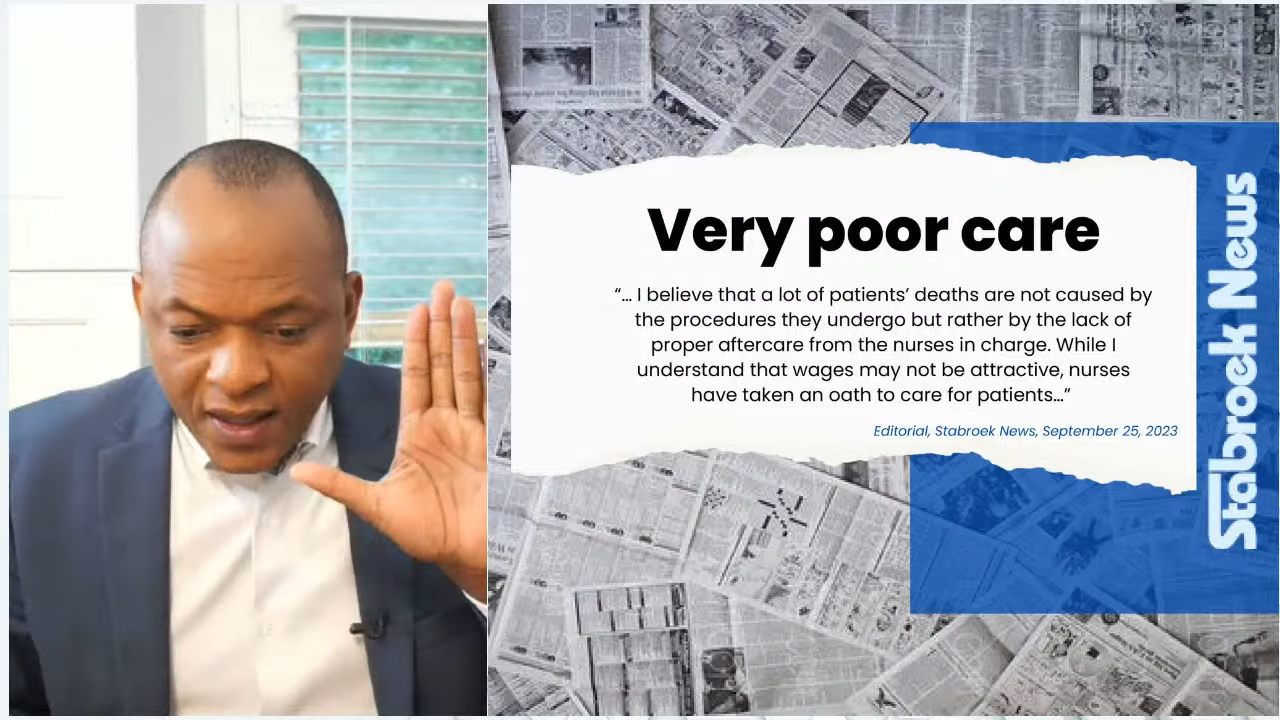 Very poor care
“... I believe that a lot of patients’ deaths are not caused by
the procedures they undergo but rather by the lack of
proper aftercare from the nurses in charge. While I
understand that wages may not be attractive, nurses
have taken an oath to care for patients...”
Editorial, Stabroek News, September 25, 2023
Stabroek News